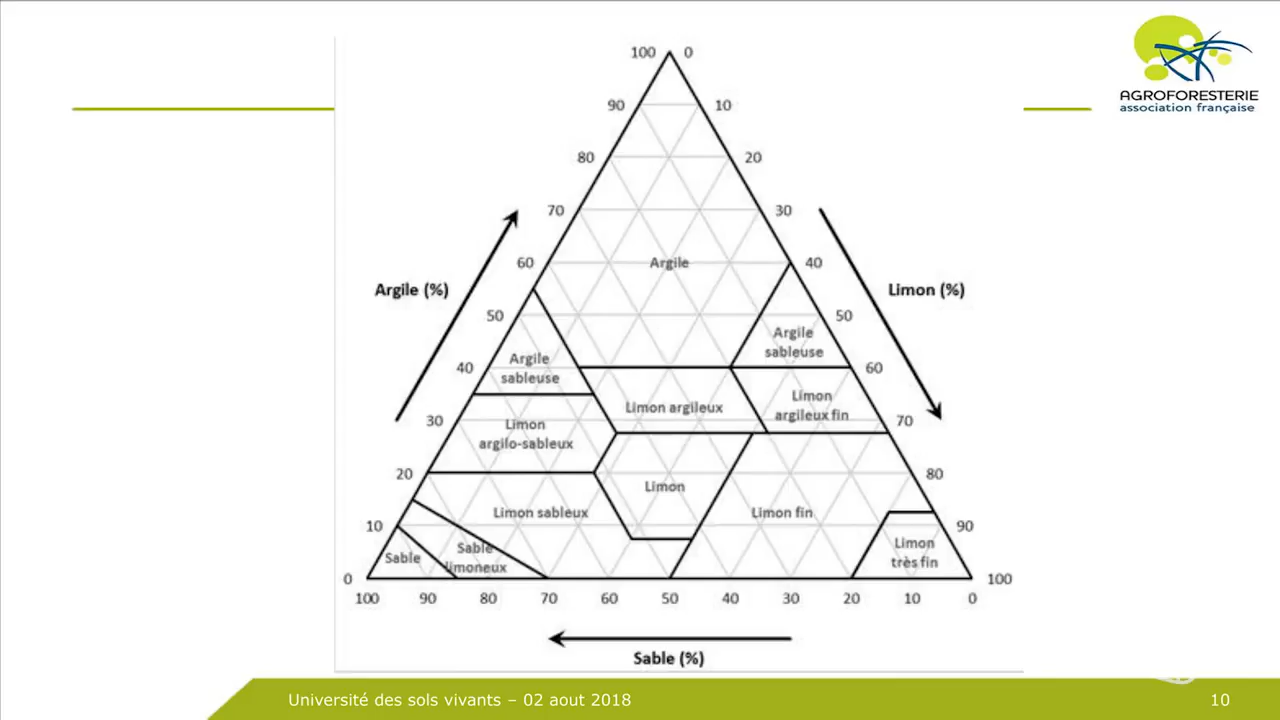 AGROFORESTERIE
association française
100 0
90 10
80 20
70 30
60 40
Argile
Argile (%)
Limon (%)
50 50
Argile
sableuse
Argile
sableuse
40 60
Limon argileux
Limon
argileux fin
30 70
Limon
argilo-sableux
20 80
Limon
Limon sableux
Limon fin
10 90
Sable
Sable
limoneux
Limon
très fin
0 100
100 90 80 70 60 50 40 30 20 10 0
Sable (%)
Université des sols vivants – 02 aout 2018
10